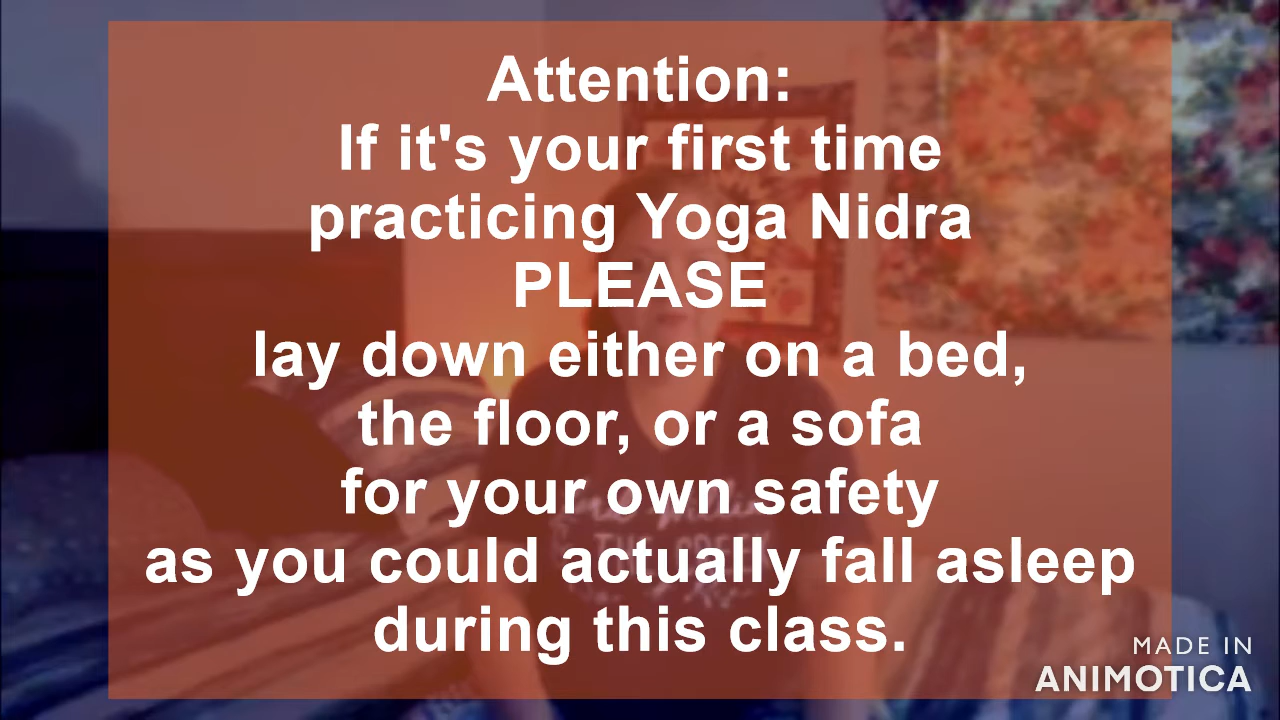 Attention:
If it's your first time
practicing Yoga Nidra
PLEASE
lay down either on a bed,
the floor, or a sofa
for your own safety
as you could actually fall asleep
during this class.
MADE IN
ANIMOTICA